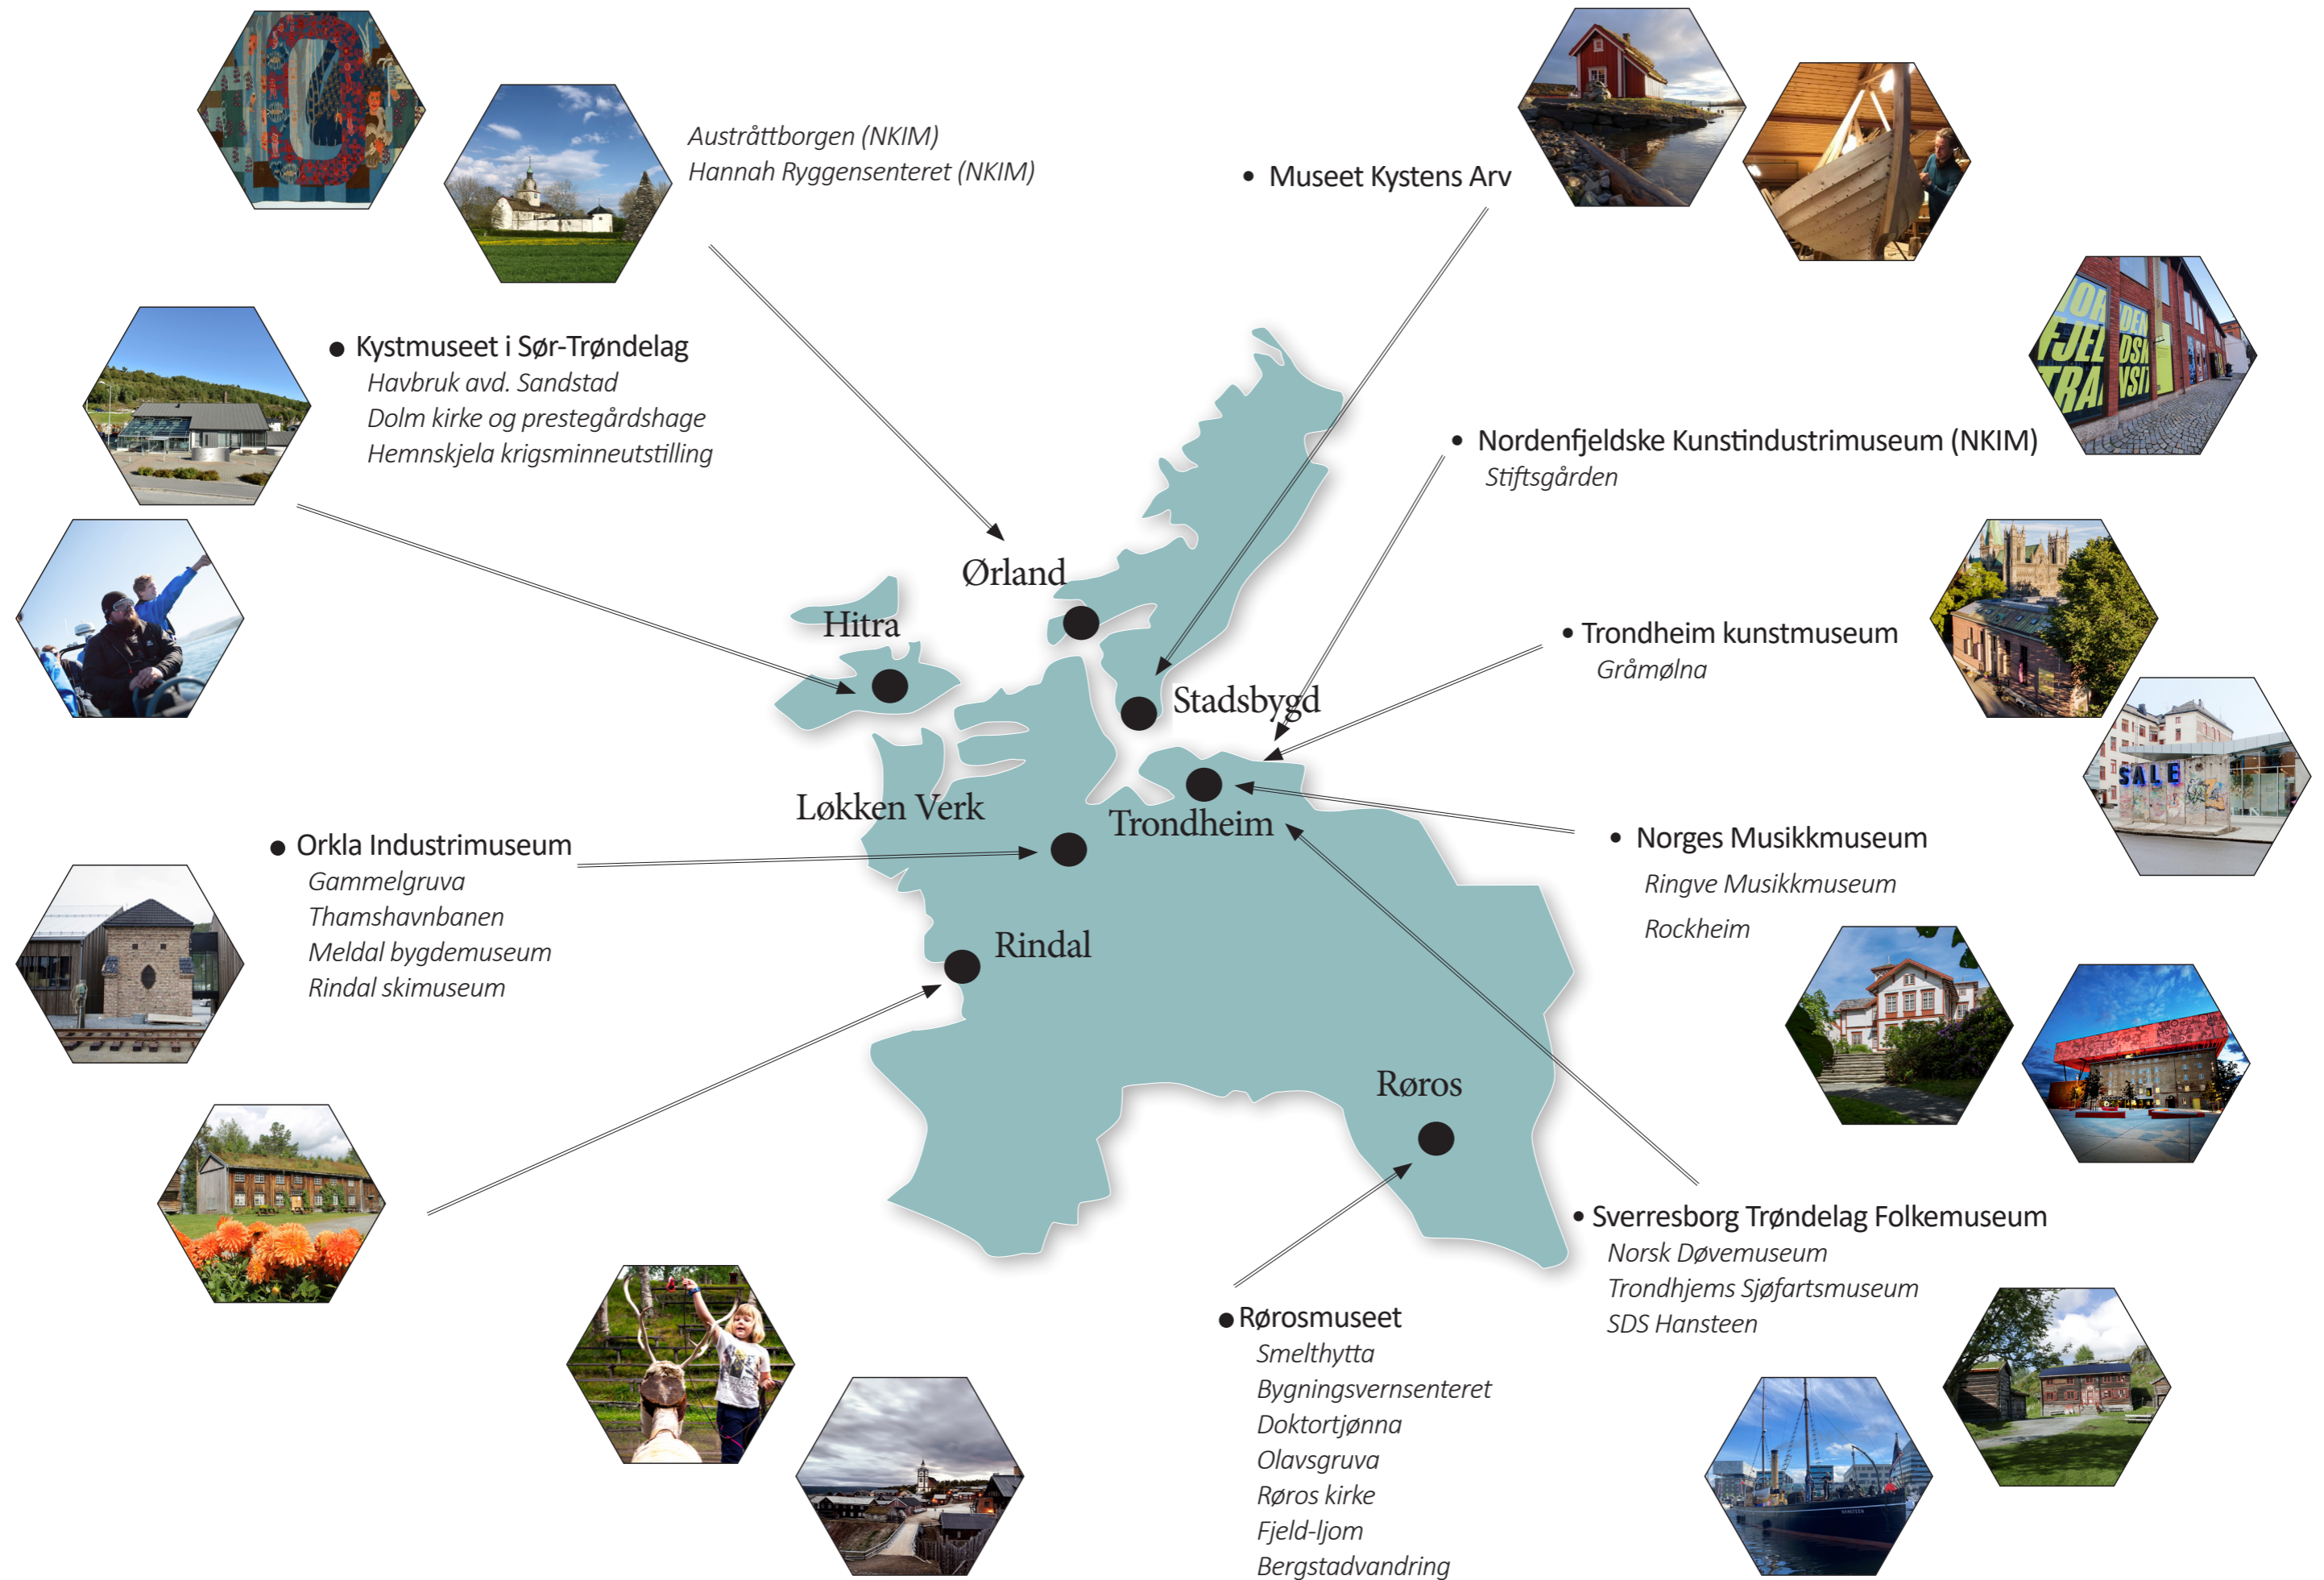 Austråttborgen (NKIM)
Hannah Ryggensenteret (NKIM)
• Museet Kystens Arv
● Kystmuseet i Sør-Trøndelag
Havbruk avd. Sandstad
Dolm kirke og prestegårdshage
Hemnskjela krigsminneutstilling
• Nordenfjeldske Kunstindustrimuseum (NKIM)
Stiftsgården
• Trondheim kunstmuseum
Gråmølna
• Norges Musikkmuseum
Ringve Musikkmuseum
Rockheim
● Orkla Industrimuseum
Gammelgruva
Thamshavnbanen
Meldal bygdemuseum
Rindal skimuseum
Ørland
Hitra
Stadsbygd
Løkken Verk
Trondheim
Rindal
Røros
• Sverresborg Trøndelag Folkemuseum
Norsk Døvemuseum
Trondhjems Sjøfartsmuseum
SDS Hansteen
● Rørosmuseet
Smelthytta
Bygningsvernsenteret
Doktortjønna
Olavsgruva
Røros kirke
Fjeld-ljom
Bergstadvandring
SALE